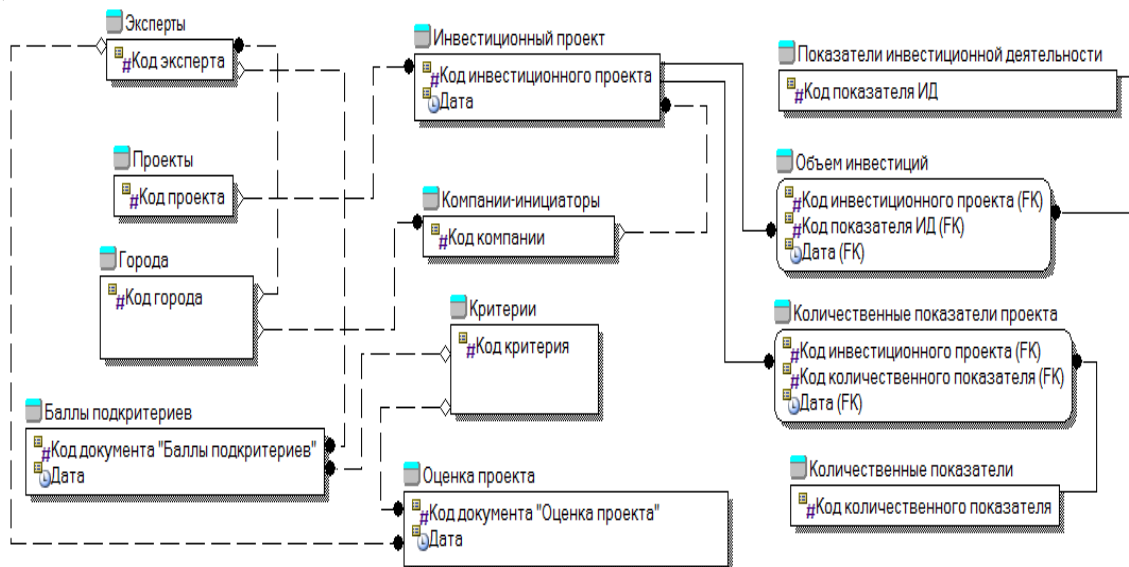 Эксперты
#Код эксперта
Проекты
#Код проекта
Города
#Код города
Баллы подкритериев
#Код документа "Баллы подкритериев"
Дата
Инвестиционный проект
#Код инвестиционного проекта
Дата
Компании-инициаторы
#Код компании
Критерии
#Код критерия
Оценка проекта
#Код документа "Оценка проекта"
Дата
Показатели инвестиционной деятельности
#Код показателя ИД
Объем инвестиций
#Код инвестиционного проекта (FK)
#Код показателя ИД (FK)
Дата (FK)
Количественные показатели проекта
#Код инвестиционного проекта (FK)
#Код количественного показателя (FK)
Дата (FK)
Количественные показатели
#Код количественного показателя